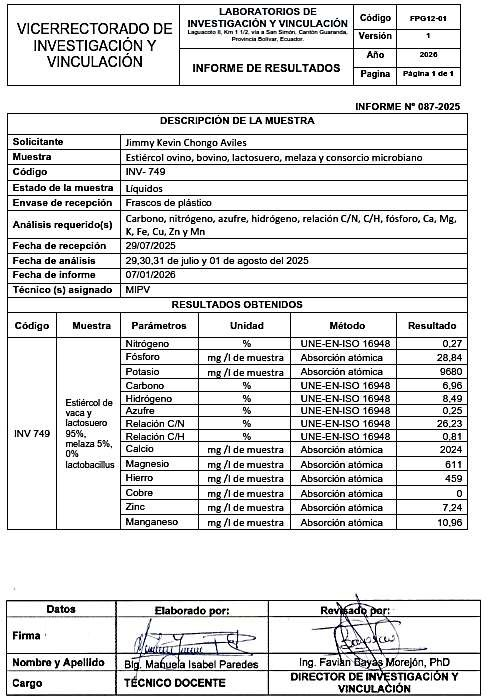 VICERRECTORADO DE
INVESTIGACIÓN Y
VINCULACIÓN
LABORATORIOS DE
INVESTIGACIÓN Y VINCULACIÓN
Laguacoto II, Km 1 1/2, vía a San Simón, Cantón Guaranda,
Provincia Bolívar, Ecuador.
INFORME DE RESULTADOS
Código FPG12-01
Versión 1
Año 2026
Pagina Página 1 de 1
INFORME N° 087-2025
DESCRIPCIÓN DE LA MUESTRA
Solicitante Jimmy Kevin Chongo Aviles
Muestra Estiércol ovino, bovino, lactosuero, melaza y consorcio microbiano
Código INV- 749
Estado de la muestra Líquidos
Envase de recepción Frascos de plástico
Análisis requerido(s) Carbono, nitrógeno, azufre, hidrógeno, relación C/N, C/H, fósforo, Ca, Mg,
K, Fe, Cu, Zn y Mn
Fecha de recepción 29/07/2025
Fecha de análisis 29,30,31 de julio y 01 de agosto del 2025
Fecha de informe 07/01/2026
Técnico (s) asignado MIPV
RESULTADOS OBTENIDOS
Código Muestra Parámetros Unidad Método Resultado
INV 749
Estiércol de
vaca y
lactosuero
95%,
melaza 5%,
0%
lactobacillus
Nitrógeno % UNE-EN-ISO 16948 0,27
Fósforo mg /l de muestra Absorción atómica 28,84
Potasio mg /l de muestra Absorción atómica 9680
Carbono % UNE-EN-ISO 16948 6,96
Hidrógeno % UNE-EN-ISO 16948 8,49
Azufre % UNE-EN-ISO 16948 0,25
Relación C/N % UNE-EN-ISO 16948 26,23
Relación C/H % UNE-EN-ISO 16948 0,81
Calcio mg /l de muestra Absorción atómica 2024
Magnesio mg /l de muestra Absorción atómica 611
Hierro mg /l de muestra Absorción atómica 459
Cobre mg /l de muestra Absorción atómica 0
Zinc mg /l de muestra Absorción atómica 7,24
Manganeso mg /l de muestra Absorción atómica 10,96
Datos Elaborado por: Revisado por:
Firma
Nombre y Apellido Blg. Manuela Isabel Paredes Ing. Favian Bayas Morejón, PhD
Cargo TÉCNICO DOCENTE DIRECTOR DE INVESTIGACIÓN Y
VINCULACIÓN